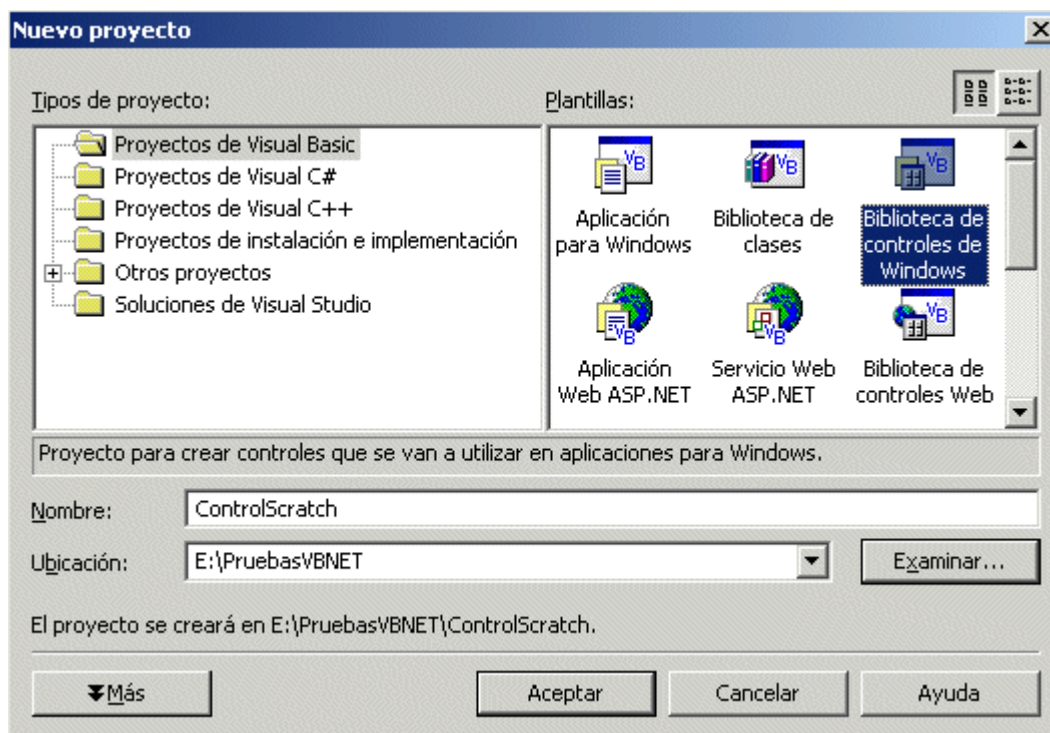 Nuevo proyecto
Tipos de proyecto:
Proyectos de Visual Basic
Proyectos de Visual C#
Proyectos de Visual C++
Proyectos de instalación e implementación
Otros proyectos
Soluciones de Visual Studio
Plantillas:
Aplicación
para Windows
Biblioteca de
clases
Biblioteca de
controles de
Windows
Aplicación
Web ASP.NET
Servicio Web
ASP.NET
Biblioteca de
controles Web
Proyecto para crear controles que se van a utilizar en aplicaciones para Windows.
Nombre:
ControlScratch
Ubicación:
E:\PruebasVBNET
Examinar...
El proyecto se creará en E:\PruebasVBNET\ControlScratch.
Más
Aceptar
Cancelar
Ayuda